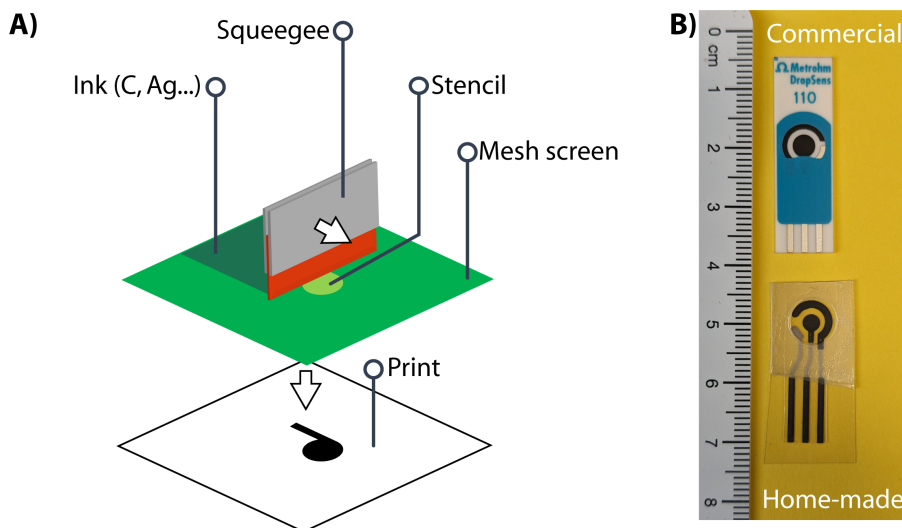 A)
Squeegee
Ink (C, Ag...)
Stencil
Mesh screen
Print
B)
Commercial
0
cm
1
2
3
4
5
6
7
8
Metrohm
DropSens
110
Home-made